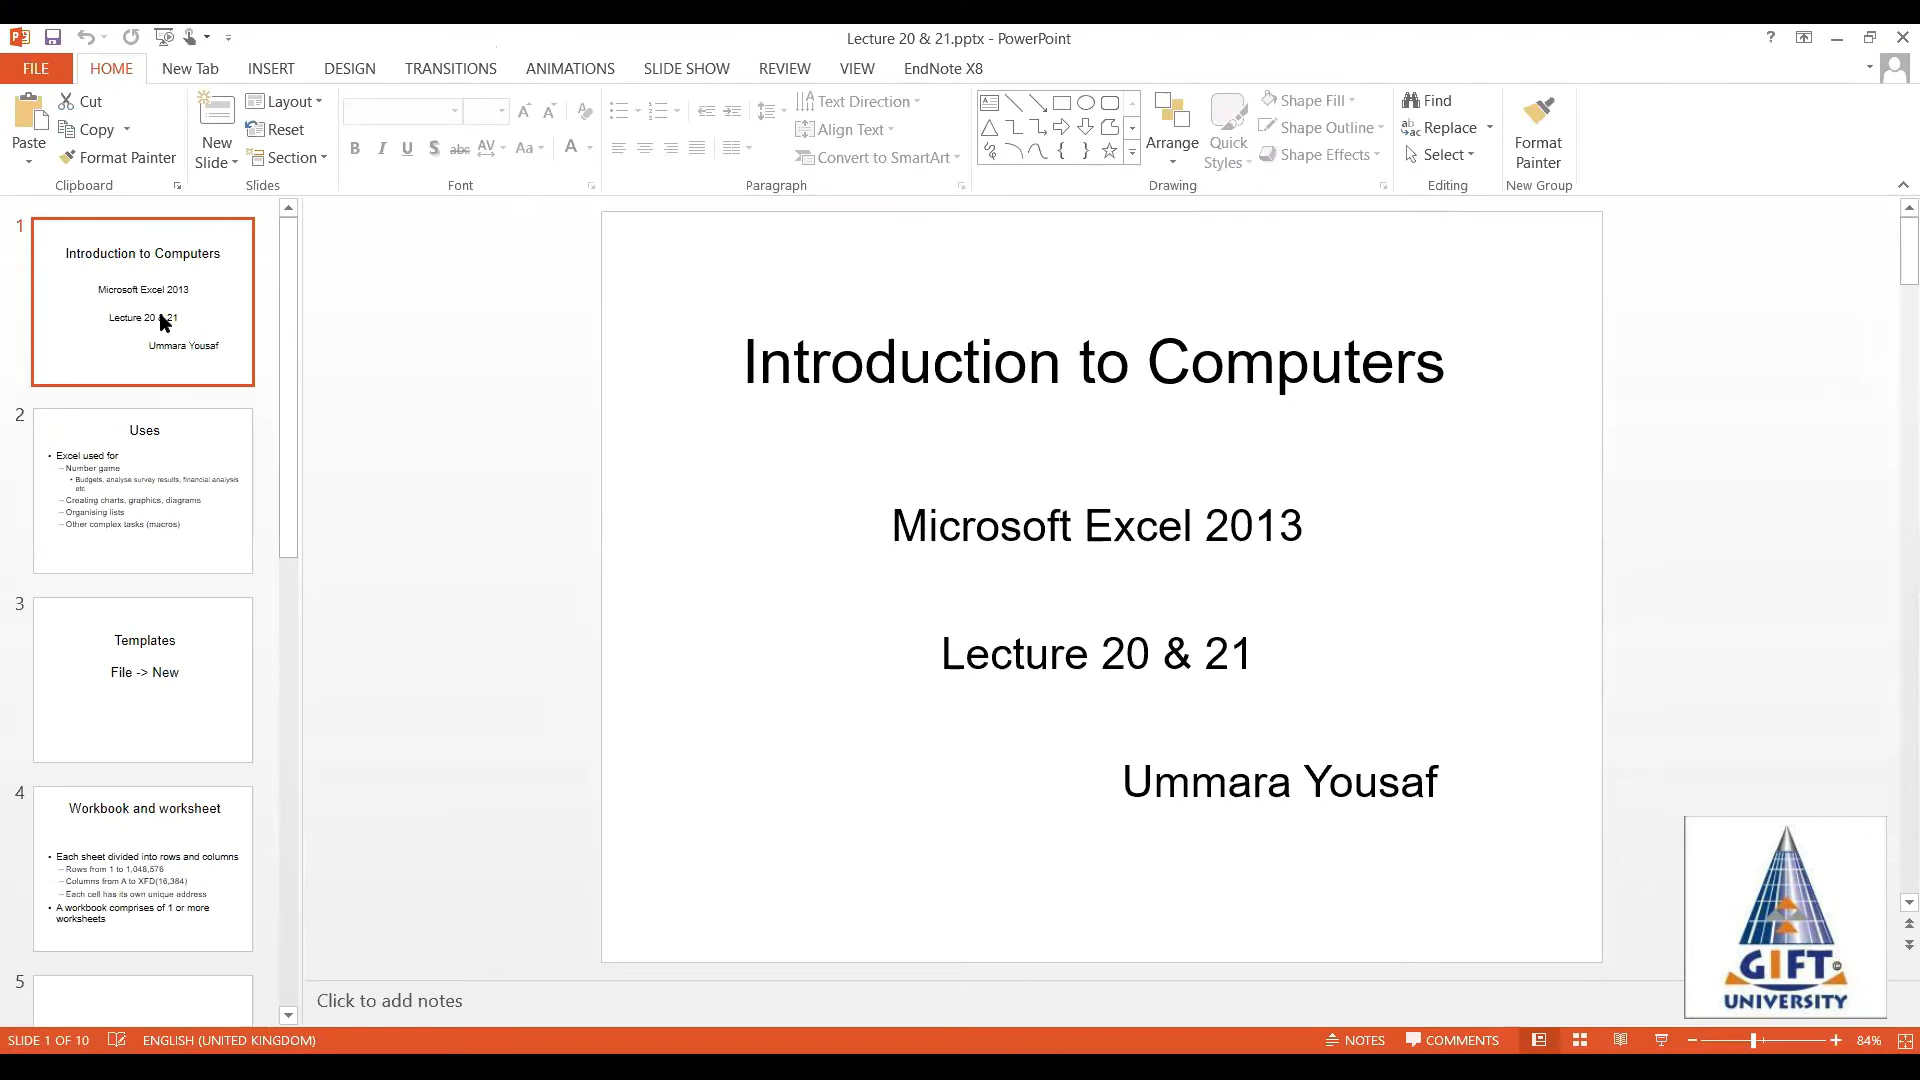 Lecture 20 & 21.pptx - PowerPoint
FILE HOME New Tab INSERT DESIGN TRANSITIONS ANIMATIONS SLIDE SHOW REVIEW VIEW EndNote X8
Paste
Cut
Copy
Format Painter
Clipboard
New Slide
Layout
Reset
Section
Slides
Font
Text Direction
Align Text
Convert to SmartArt
Paragraph
Arrange
Quick Styles
Shape Fill
Shape Outline
Shape Effects
Drawing
Find
Replace
Select
Editing
Format Painter
New Group
1
Introduction to Computers
Microsoft Excel 2013
Lecture 20 & 21
Ummara Yousaf
2
Uses
• Excel used for
– Number game
• Budgets, analyse survey results, financial analysis
etc
– Creating charts, graphics, diagrams
– Organising lists
– Other complex tasks (macros)
3
Templates
File -> New
4
Workbook and worksheet
• Each sheet divided into rows and columns
– Rows from 1 to 1,048,576
– Columns from A to XFD(16,384)
– Each cell has its own unique address
• A workbook comprises of 1 or more
worksheets
5
Introduction to Computers
Microsoft Excel 2013
Lecture 20 & 21
Ummara Yousaf
GIFT
UNIVERSITY
Click to add notes
SLIDE 1 OF 10 ENGLISH (UNITED KINGDOM) NOTES COMMENTS 84%